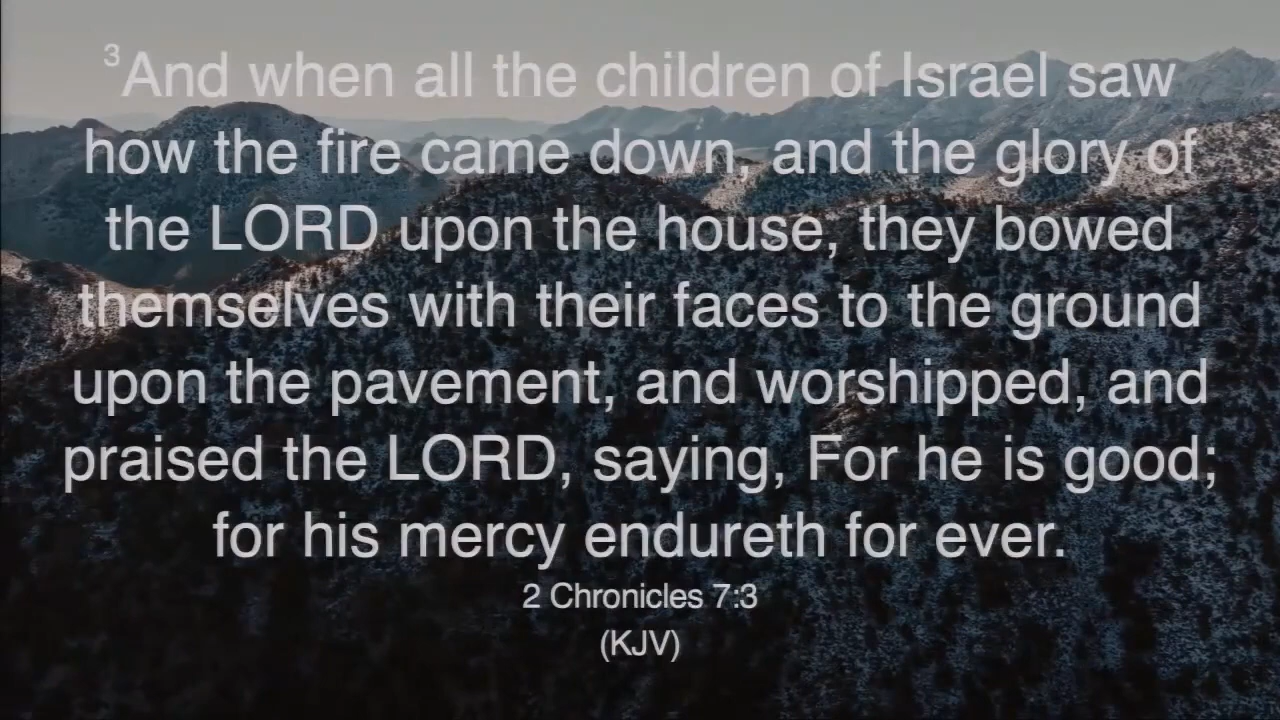 3And when all the children of Israel saw
how the fire came down, and the glory of
the LORD upon the house, they bowed
themselves with their faces to the ground
upon the pavement, and worshipped, and
praised the LORD, saying, For he is good;
for his mercy endureth for ever.
2 Chronicles 7:3
(KJV)